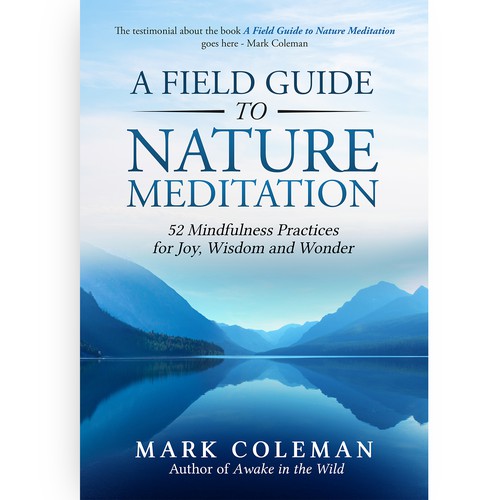 The testimonial about the book A Field Guide to Nature Meditation
goes here - Mark Coleman
A FIELD GUIDE
TO
NATURE
MEDITATION
52 Mindfulness Practices
for Joy, Wisdom and Wonder
MARK COLEMAN
Author of Awake in the Wild